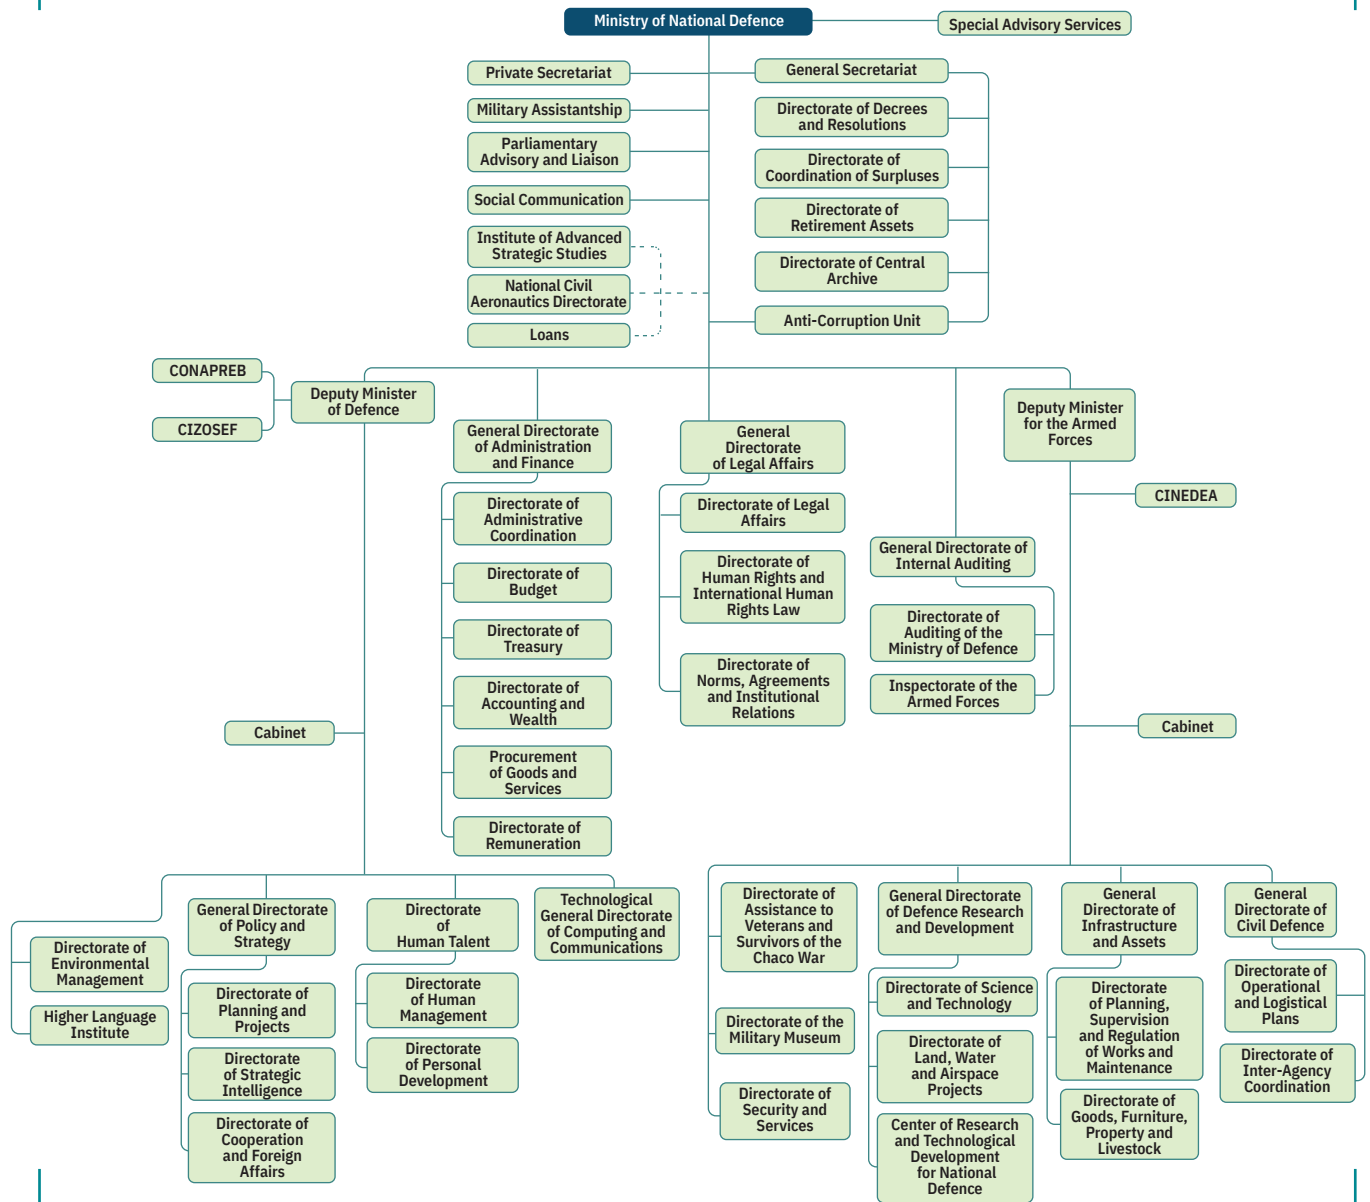 Ministry of National Defence
Special Advisory Services
Private Secretariat
Military Assistantship
Parliamentary
Advisory and Liaison
Social Communication
Institute of Advanced
Strategic Studies
National Civil
Aeronautics Directorate
Loans
General Secretariat
Directorate of Decrees
and Resolutions
Directorate of
Coordination of Surpluses
Directorate of
Retirement Assets
Directorate of Central
Archive
Anti-Corruption Unit
CONAPREB
CIZOSEF
Deputy Minister
of Defence
General Directorate
of Administration
and Finance
Directorate of
Administrative
Coordination
Directorate of
Budget
Directorate of
Treasury
Directorate of
Accounting and
Wealth
Procurement
of Goods and
Services
Directorate of
Remuneration
General
Directorate
of Legal Affairs
Directorate of Legal
Affairs
Directorate of
Human Rights and
International Human
Rights Law
Directorate of
Norms, Agreements
and Institutional
Relations
General Directorate of
Internal Auditing
Directorate of
Auditing of the
Ministry of Defence
Inspectorate of the
Armed Forces
Deputy Minister
for the Armed
Forces
CINEDEA
Cabinet
Cabinet
Directorate of
Environmental
Management
Higher Language
Institute
General Directorate
of Policy and
Strategy
Directorate of
Planning and
Projects
Directorate
of Strategic
Intelligence
Directorate of
Cooperation
and Foreign
Affairs
Directorate
of
Human Talent
Directorate
of Human
Management
Directorate
of Personal
Development
Technological
General Directorate
of Computing and
Communications
Directorate of
Assistance to
Veterans and
Survivors of the
Chaco War
Directorate of the
Military Museum
Directorate of
Security and
Services
General Directorate
of Defence Research
and Development
Directorate of Science
and Technology
Directorate of
Land, Water
and Airspace
Projects
Center of Research
and Technological
Development
for National
Defence
General
Directorate of
Infrastructure
and Assets
Directorate
of Planning,
Supervision
and Regulation
of Works and
Maintenance
Directorate of
Goods, Furniture,
Property and
Livestock
General
Directorate of
Civil Defence
Directorate of
Operational
and Logistical
Plans
Directorate of
Inter-Agency
Coordination